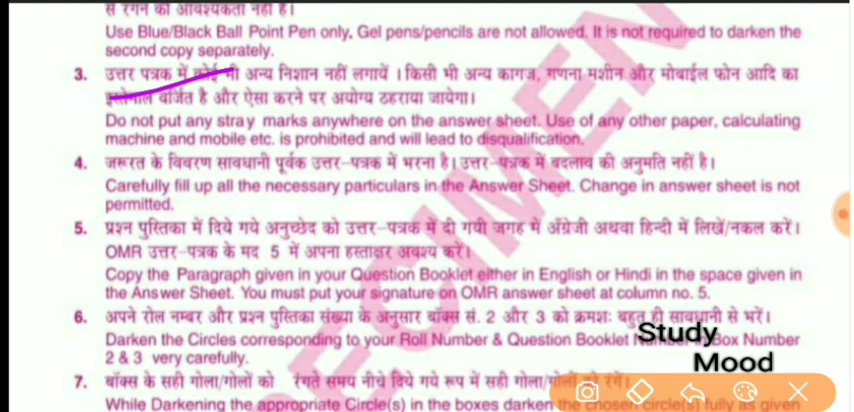 से रंगने की आवश्यकता नहीं है।
Use Blue/Black Ball Point Pen only, Gel pens/pencils are not allowed. It is not required to darken the
second copy separately.
3. उत्तर पत्रक में कोई भी अन्य निशान नहीं लगायें । किसी भी अन्य कागज, गणना मशीन और मोबाईल फोन आदि का
इस्तेमाल वर्जित है और ऐसा करने पर अयोग्य ठहराया जायेगा।
Do not put any stray marks anywhere on the answer sheet. Use of any other paper, calculating
machine and mobile etc. is prohibited and will lead to disqualification.
4. जरूरत के विवरण सावधानी पूर्वक उत्तर-पत्रक में भरना है। उत्तर-पत्रक में बदलाव की अनुमति नहीं है।
Carefully fill up all the necessary particulars in the Answer Sheet. Change in answer sheet is not
permitted.
5. प्रश्न पुस्तिका में दिये गये अनुच्छेद को उत्तर-पत्रक में दी गयी जगह में अँग्रेजी अथवा हिन्दी में लिखें/नकल करें।
OMR उत्तर-पत्रक के मद 5 में अपना हस्ताक्षर अवश्य करें।
Copy the Paragraph given in your Question Booklet either in English or Hindi in the space given in
the Answer Sheet. You must put your signature on OMR answer sheet at column no. 5.
6. अपने रोल नम्बर और प्रश्न पुस्तिका संख्या के अनुसार बॉक्स सं. 2 और 3 को क्रमशः बहुत ही सावधानी से भरें।
Darken the Circles corresponding to your Roll Number & Question Booklet Box Number
2 & 3 very carefully.
7. बॉक्स के सही गोला/गोलों को रंगते समय नीचे दिये गये रूप में सही गोला/गोलों को रंगें।
While Darkening the appropriate Circle(s) in the boxes darken the chosen circle(s) fully as given
SPECIMEN
Study
Mood